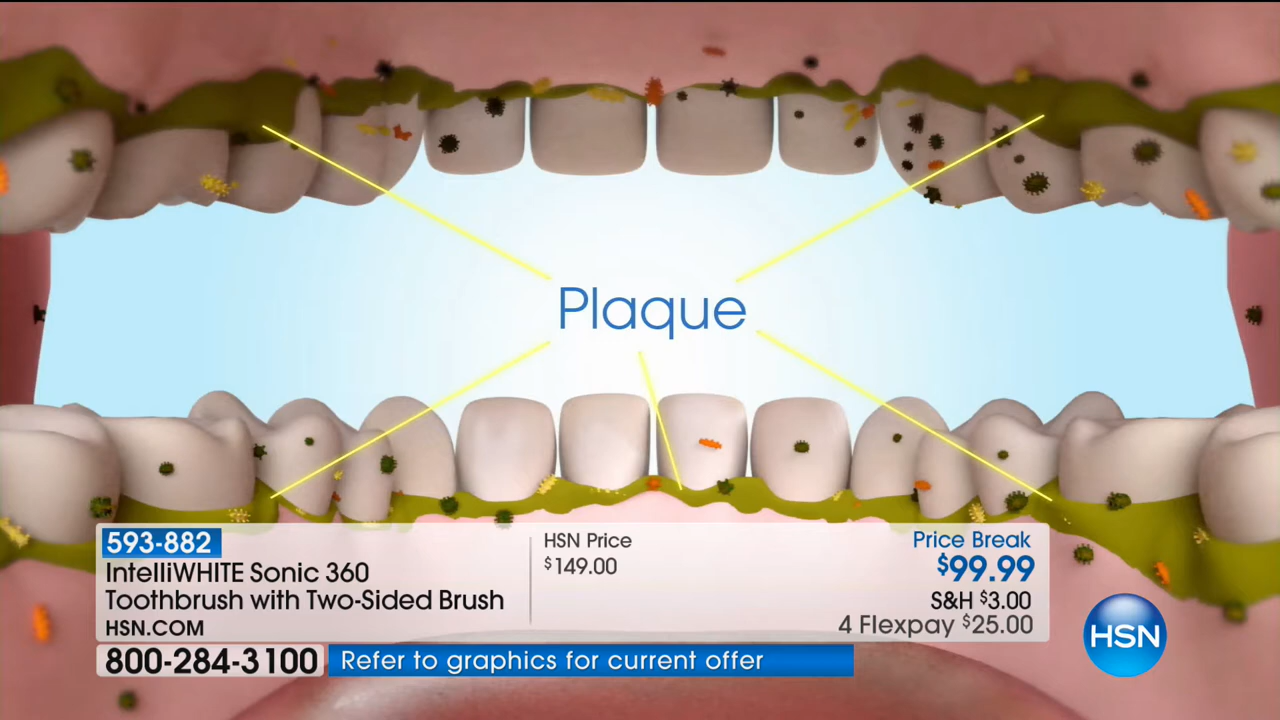 Plaque
593-882
IntelliWHITE Sonic 360
Toothbrush with Two-Sided Brush
HSN.COM
HSN Price
$149.00
Price Break
$99.99
S&H $3.00
4 Flexpay $25.00
HSN
800-284-3100
Refer to graphics for current offer